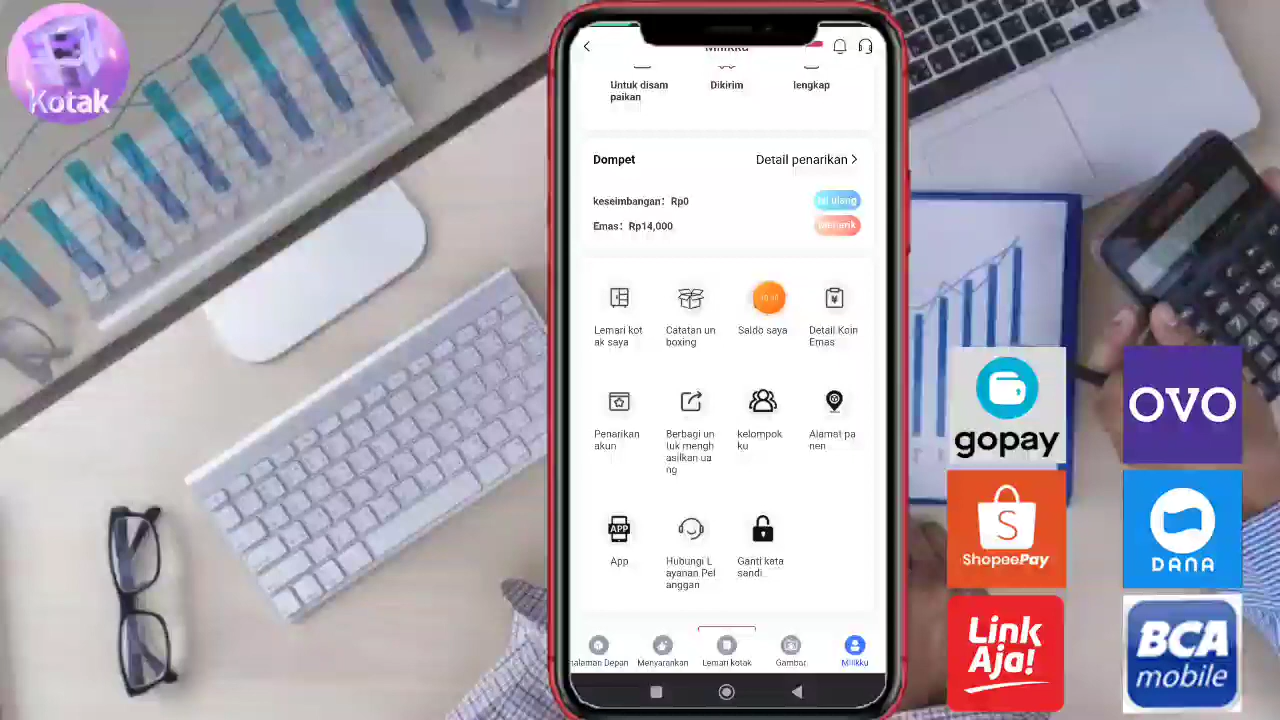 Kotak
Milikku
Untuk disam
paikan
Dikirim
lengkap
Dompet
Detail penarikan
keseimbangan: Rp0
Isi ulang
Emas: Rp14,000
Menarik
Lemari kot
ak saya
Catatan un
boxing
Saldo saya
Detail Koin
Emas
Penarikan
akun
Berbagi un
tuk mengh
asilkan ua
ng
kelompok
ku
Alamat pa
nen
APP
App
Hubungi L
ayanan Pel
anggan
Ganti kata
sandi
alaman Depan
Menyarankan
Lemari kotak
Gambar
Milikku
gopay
OVO
S
ShopeePay
DANA
Link
Aja!
BCA
mobile